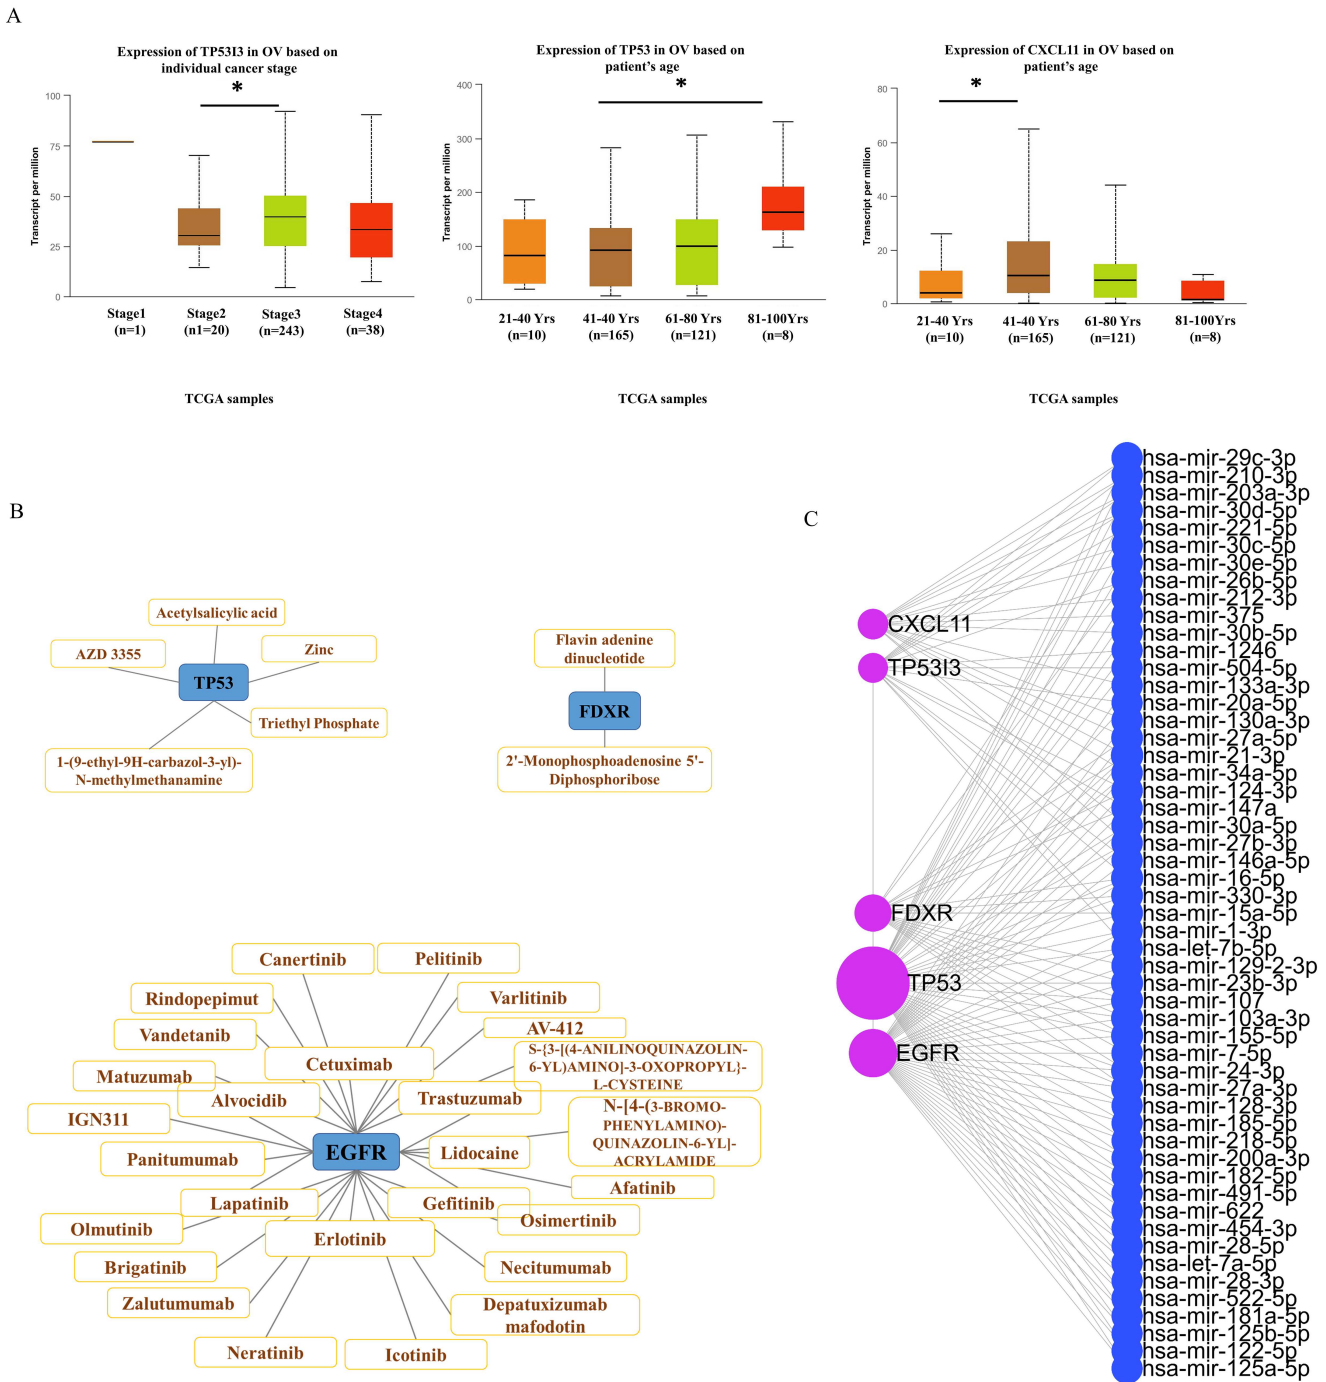 A
Expression of TP53I3 in OV based on
individual cancer stage
*
Transcript per million
100
75
50
25
0
Stage1
(n=1)
Stage2
(n1=20)
Stage3
(n=243)
Stage4
(n=38)
TCGA samples
Expression of TP53 in OV based on
patient's age
*
Transcript per million
400
300
200
100
0
21-40 Yrs
(n=10)
41-40 Yrs
(n=165)
61-80 Yrs
(n=121)
81-100Yrs
(n=8)
TCGA samples
Expression of CXCL11 in OV based on
patient's age
*
Transcript per million
80
60
40
20
0
21-40 Yrs
(n=10)
41-40 Yrs
(n=165)
61-80 Yrs
(n=121)
81-100Yrs
(n=8)
TCGA samples
B
Acetylsalicylic acid
AZD 3355
Zinc
TP53
Triethyl Phosphate
1-(9-ethyl-9H-carbazol-3-yl)-
N-methylmethanamine
Flavin adenine
dinucleotide
FDXR
2'-Monophosphoadenosine 5'-
Diphosphoribose
Canertinib
Pelitinib
Rindopepimut
Varlitinib
Vandetanib
AV-412
Cetuximab
S-{3-[(4-ANILINOQUINAZOLIN-
6-YL)AMINO]-3-OXOPROPYL}-
L-CYSTEINE
Matuzumab
Alvocidib
Trastuzumab
IGN311
N-[4-(3-BROMO-
PHENYLAMINO)-
QUINAZOLIN-6-YL]-
ACRYLAMIDE
EGFR
Lidocaine
Panitumumab
Afatinib
Lapatinib
Gefitinib
Olmutinib
Osimertinib
Erlotinib
Brigatinib
Necitumumab
Zalutumumab
Depatuxizumab
mafodotin
Neratinib
Icotinib
C
CXCL11
TP53I3
FDXR
TP53
EGFR
hsa-mir-29c-3p
hsa-mir-210-3p
hsa-mir-203a-3p
hsa-mir-30d-5p
hsa-mir-221-5p
hsa-mir-30c-5p
hsa-mir-30e-5p
hsa-mir-26b-5p
hsa-mir-212-3p
hsa-mir-375
hsa-mir-30b-5p
hsa-mir-1246
hsa-mir-504-5p
hsa-mir-133a-3p
hsa-mir-20a-5p
hsa-mir-130a-3p
hsa-mir-27a-5p
hsa-mir-21-3p
hsa-mir-34a-5p
hsa-mir-124-3p
hsa-mir-147a
hsa-mir-30a-5p
hsa-mir-27b-3p
hsa-mir-146a-5p
hsa-mir-16-5p
hsa-mir-330-3p
hsa-mir-15a-5p
hsa-mir-1-3p
hsa-let-7b-5p
hsa-mir-129-2-3p
hsa-mir-23b-3p
hsa-mir-107
hsa-mir-103a-3p
hsa-mir-155-5p
hsa-mir-7-5p
hsa-mir-24-3p
hsa-mir-27a-3p
hsa-mir-128-3p
hsa-mir-185-5p
hsa-mir-218-5p
hsa-mir-200a-3p
hsa-mir-182-5p
hsa-mir-491-5p
hsa-mir-622
hsa-mir-454-3p
hsa-mir-28-5p
hsa-let-7a-5p
hsa-mir-28-3p
hsa-mir-522-5p
hsa-mir-181a-5p
hsa-mir-125b-5p
hsa-mir-122-5p
hsa-mir-125a-5p